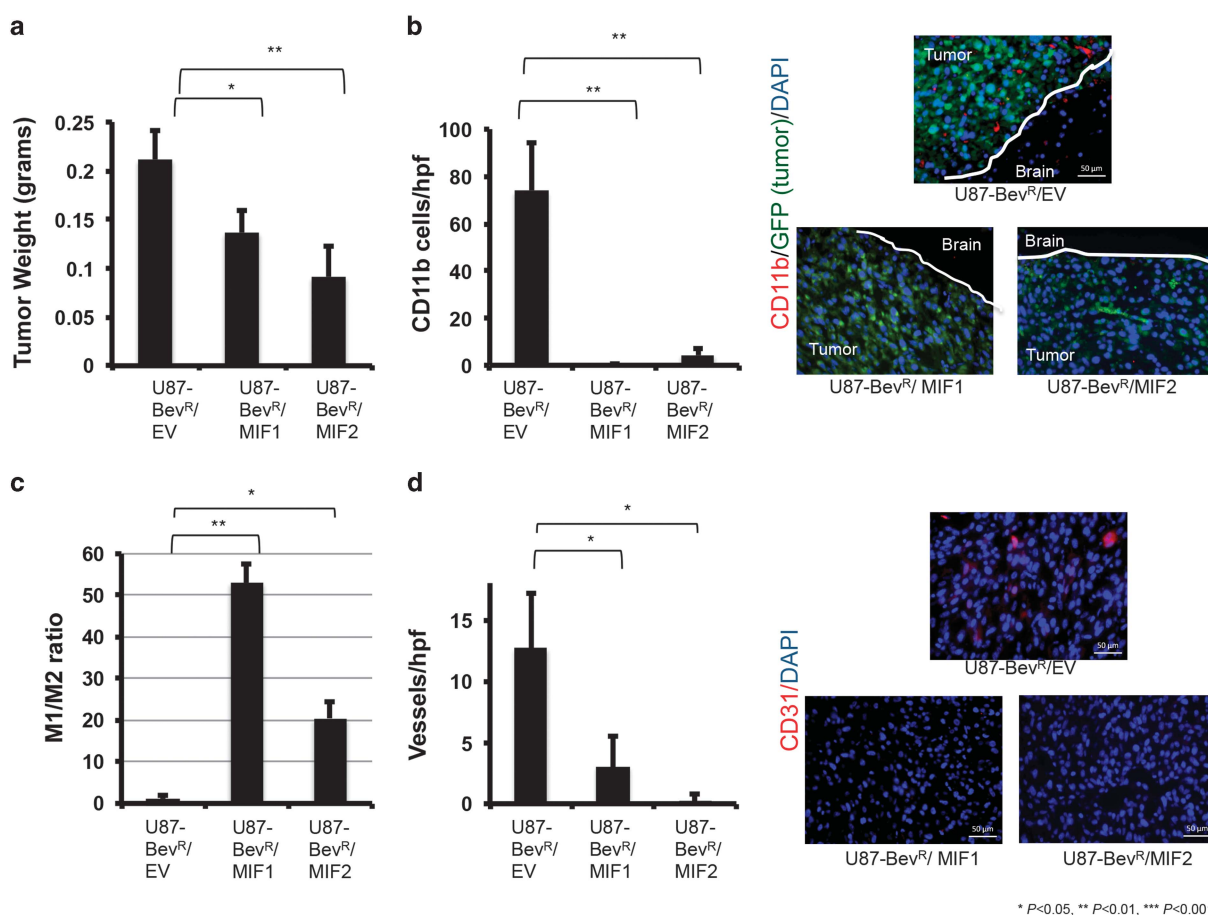 a
**
*
Tumor Weight (grams)
0.25
0.2
0.15
0.1
0.05
0
U87-
Bevᴿ/
EV
U87-
Bevᴿ/
MIF1
U87-
Bevᴿ/
MIF2
b
**
**
CD11b cells/hpf
100
80
60
40
20
0
U87-
Bevᴿ/
EV
U87-
Bevᴿ/
MIF1
U87-
Bevᴿ/
MIF2
CD11b/GFP (tumor)/DAPI
Tumor
Brain
50 µm
U87-Bevᴿ/EV
Brain
Tumor
50 µm
U87-Bevᴿ/ MIF1
Brain
Tumor
50 µm
U87-Bevᴿ/MIF2
c
*
**
M1/M2 ratio
60
50
40
30
20
10
0
U87-
Bevᴿ/
EV
U87-
Bevᴿ/
MIF1
U87-
Bevᴿ/
MIF2
d
*
*
Vessels/hpf
15
10
5
0
U87-
Bevᴿ/
EV
U87-
Bevᴿ/
MIF1
U87-
Bevᴿ/
MIF2
CD31/DAPI
50 µm
U87-Bevᴿ/EV
50 µm
U87-Bevᴿ/ MIF1
50 µm
U87-Bevᴿ/MIF2
* P<0.05, ** P<0.01, *** P<0.00